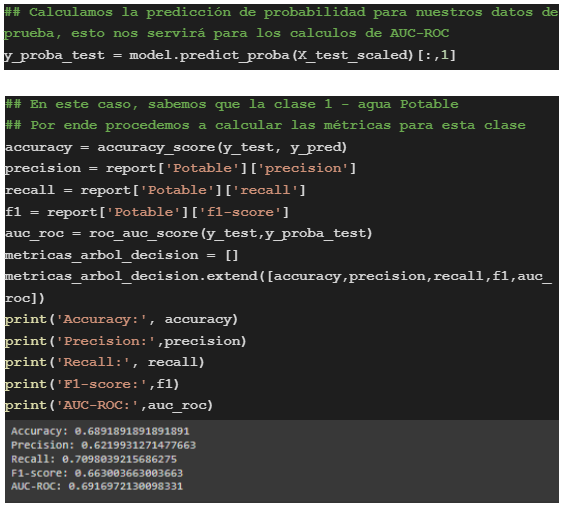 ## Calculamos la predicción de probabilidad para nuestros datos de
prueba, esto nos servirá para los calculos de AUC-ROC
y_proba_test = model.predict_proba(X_test_scaled)[:,1]
## En este caso, sabemos que la clase 1 - agua Potable
## Por ende procedemos a calcular las métricas para esta clase
accuracy = accuracy_score(y_test, y_pred)
precision = report['Potable']['precision']
recall = report['Potable']['recall']
f1 = report['Potable']['f1-score']
auc_roc = roc_auc_score(y_test,y_proba_test)
metricas_arbol_decision = []
metricas_arbol_decision.extend([accuracy,precision,recall,f1,auc_
roc])
print('Accuracy:', accuracy)
print('Precision:',precision)
print('Recall:', recall)
print('F1-score:',f1)
print('AUC-ROC:',auc_roc)
Accuracy: 0.6891891891891891
Precision: 0.6219931271477663
Recall: 0.7098039215686275
F1-score: 0.663003663003663
AUC-ROC: 0.6916972130098331